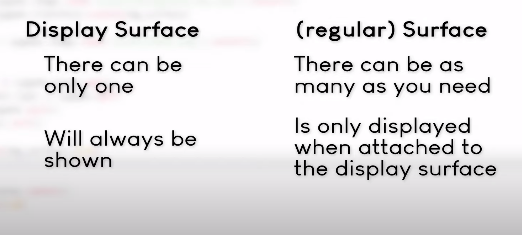 Display Surface
There can be
only one
Will always be
shown
(regular) Surface
There can be as
many as you need
Is only displayed
when attached to
the display surface